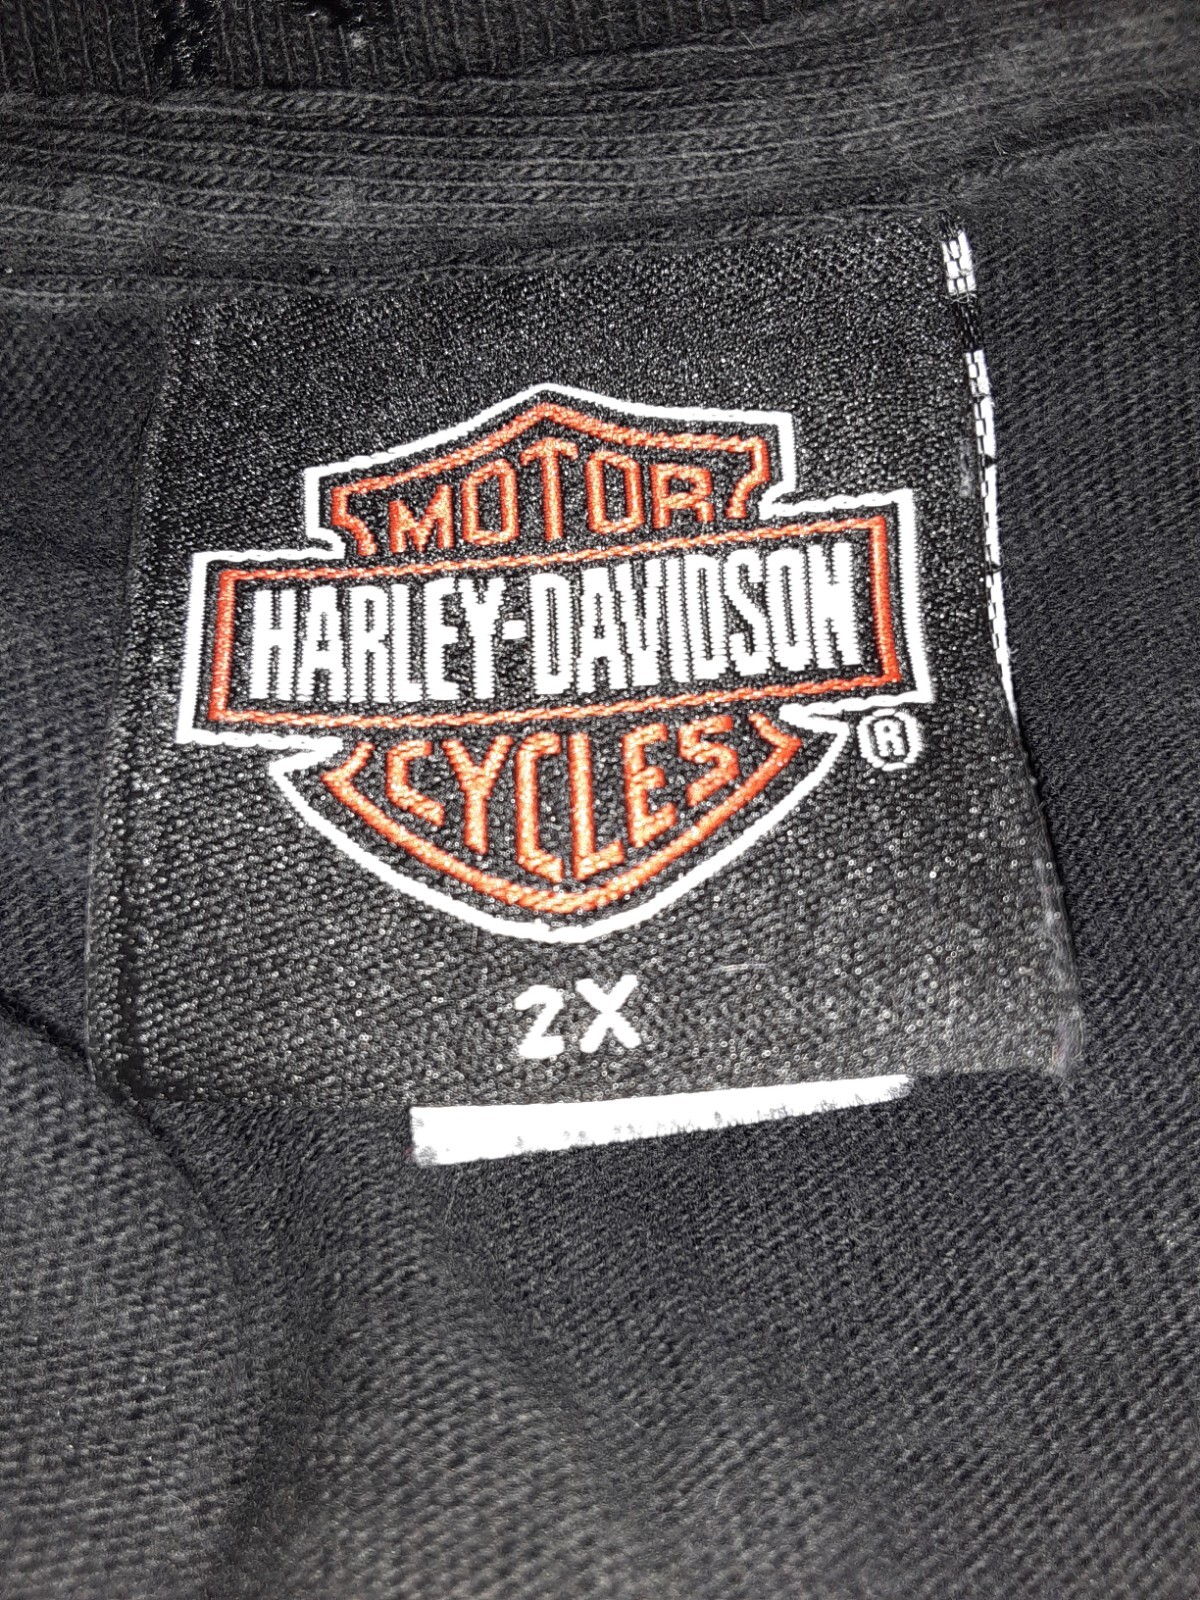 MOTOR
HARLEY-DAVIDSON
CYCLES
®
2X